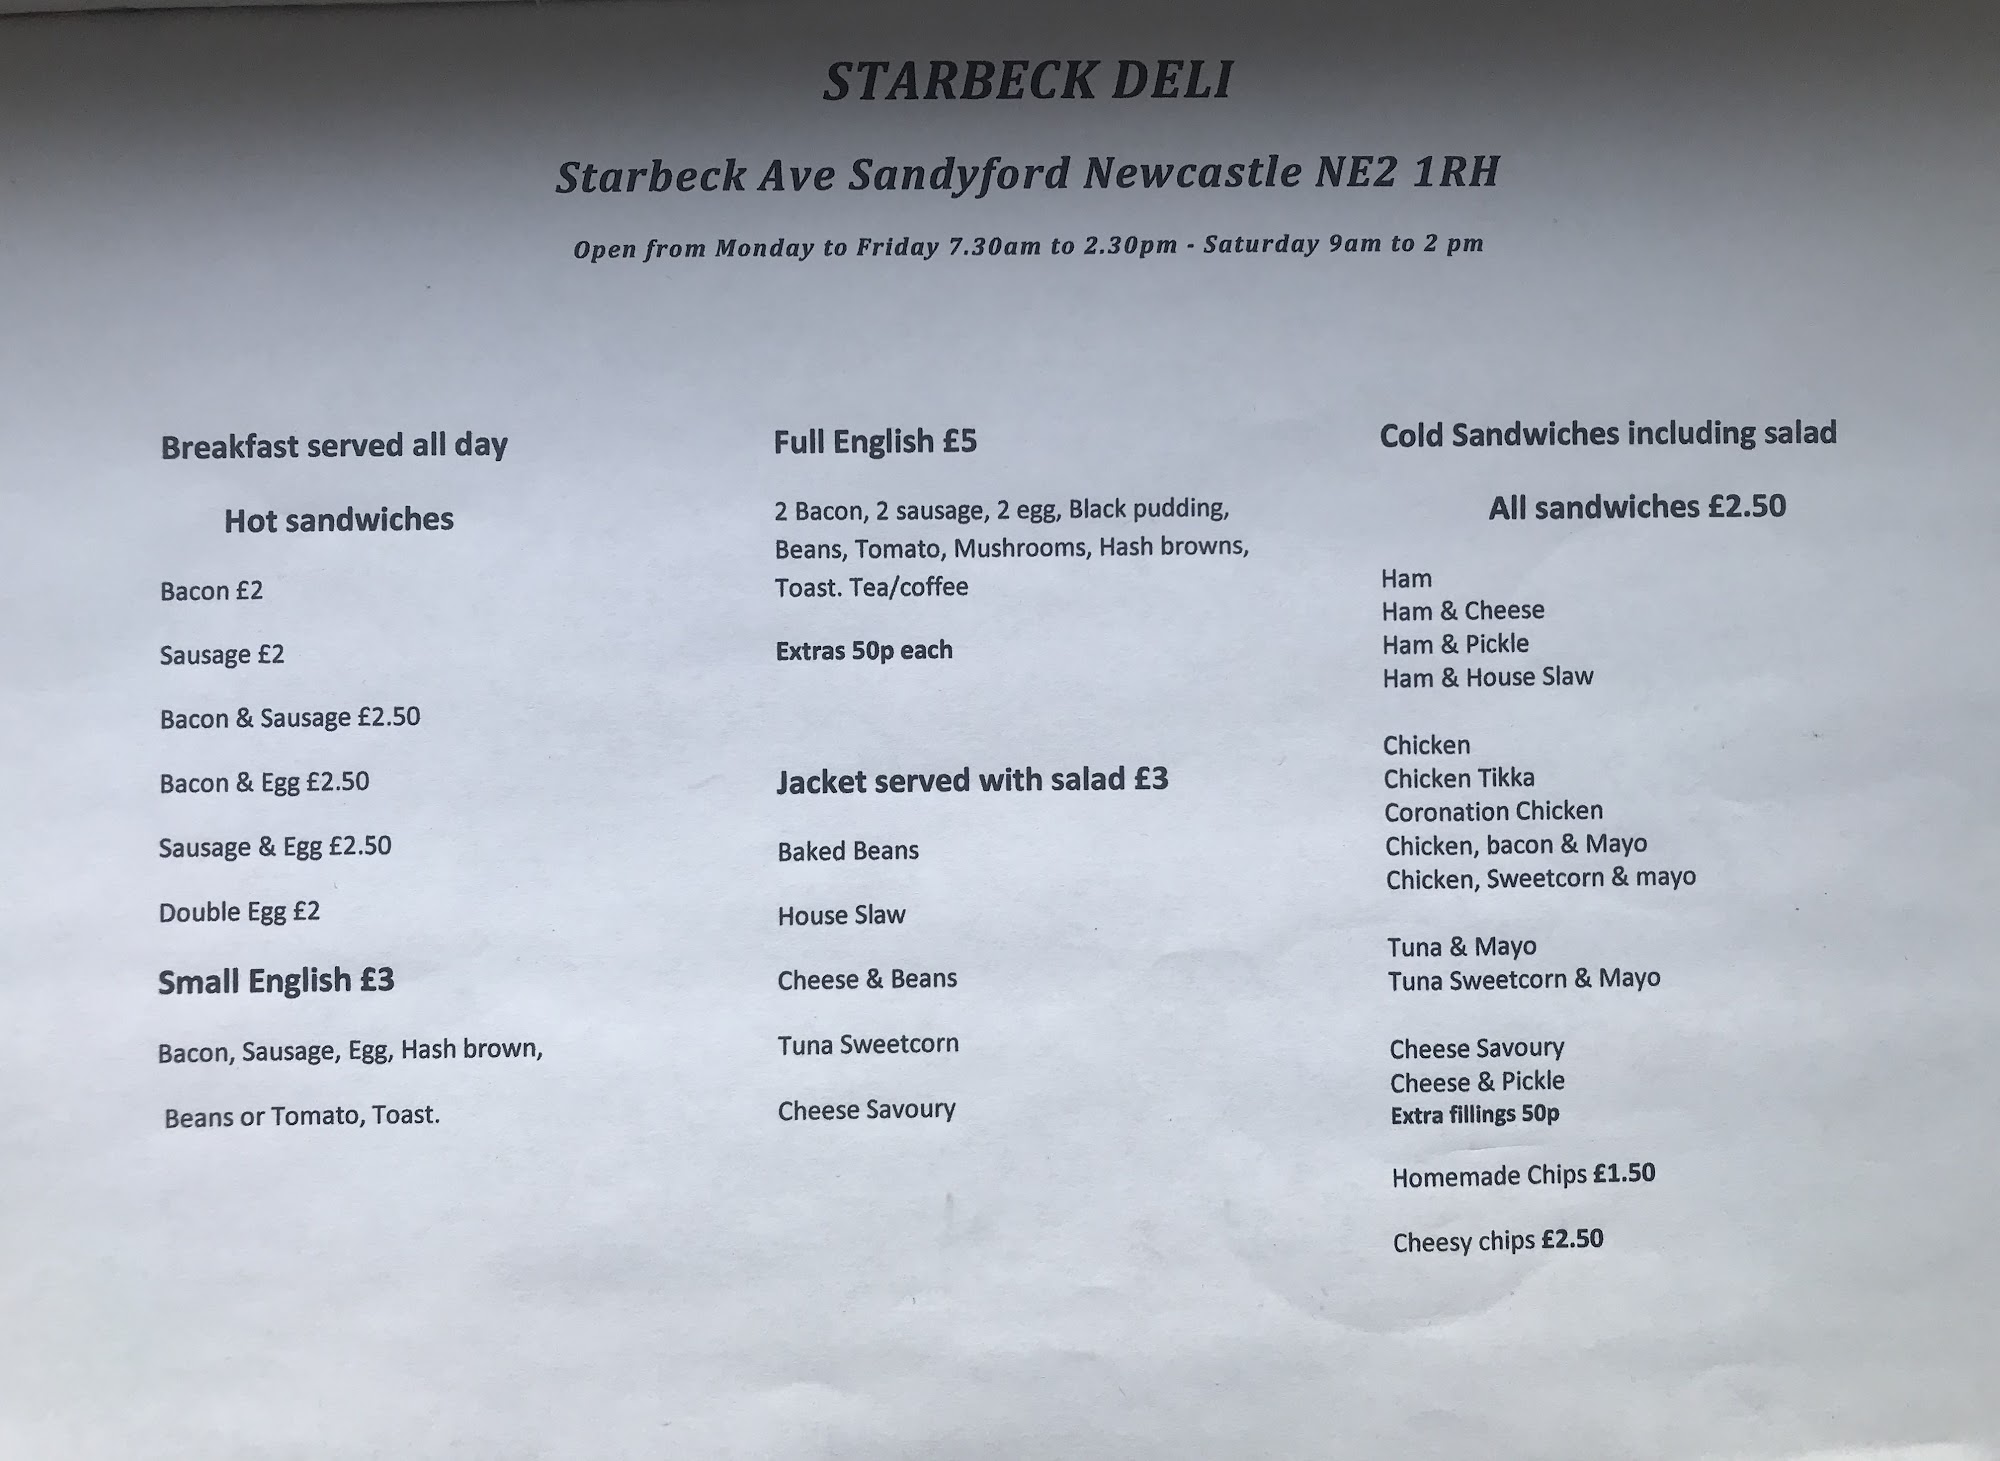 STARBECK DELI
Starbeck Ave Sandyford Newcastle NE2 1RH
Open from Monday to Friday 7.30am to 2.30pm - Saturday 9am to 2 pm
Breakfast served all day
Hot sandwiches
Bacon £2
Sausage £2
Bacon & Sausage £2.50
Bacon & Egg £2.50
Sausage & Egg £2.50
Double Egg £2
Small English £3
Bacon, Sausage, Egg, Hash brown,
Beans or Tomato, Toast.
Full English £5
2 Bacon, 2 sausage, 2 egg, Black pudding,
Beans, Tomato, Mushrooms, Hash browns,
Toast. Tea/coffee
Extras 50p each
Jacket served with salad £3
Baked Beans
House Slaw
Cheese & Beans
Tuna Sweetcorn
Cheese Savoury
Cold Sandwiches including salad
All sandwiches £2.50
Ham
Ham & Cheese
Ham & Pickle
Ham & House Slaw
Chicken
Chicken Tikka
Coronation Chicken
Chicken, bacon & Mayo
Chicken, Sweetcorn & mayo
Tuna & Mayo
Tuna Sweetcorn & Mayo
Cheese Savoury
Cheese & Pickle
Extra fillings 50p
Homemade Chips £1.50
Cheesy chips £2.50